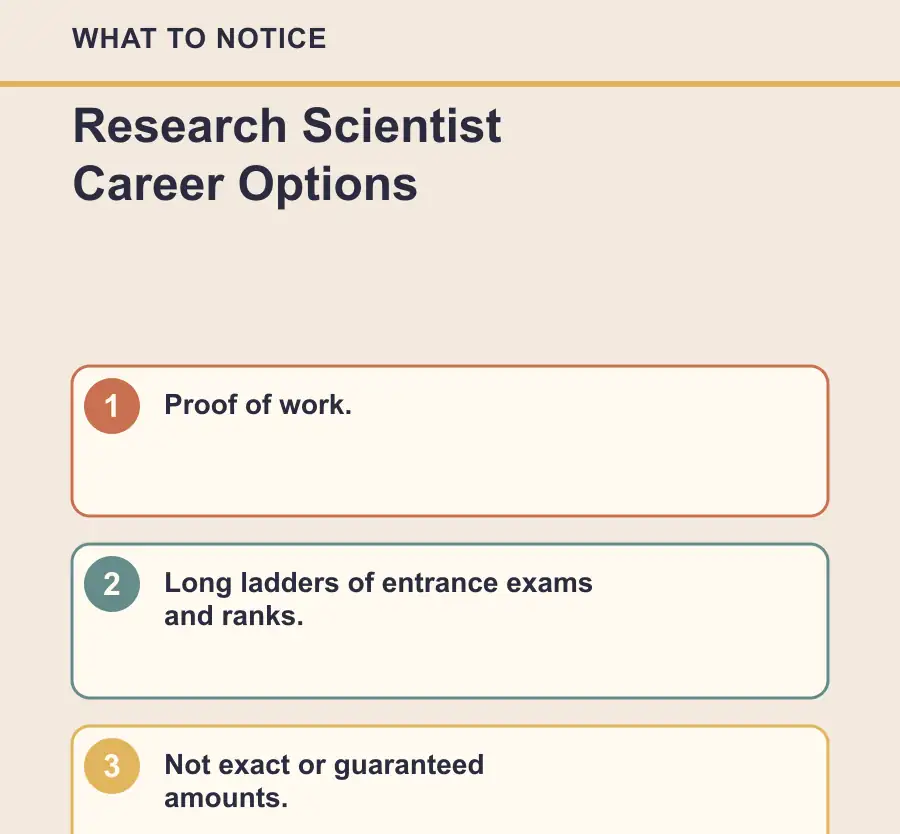 WHAT TO NOTICE
Research Scientist
Career Options
1
Proof of work.
2
Long ladders of entrance exams
and ranks.
3
Not exact or guaranteed
amounts.